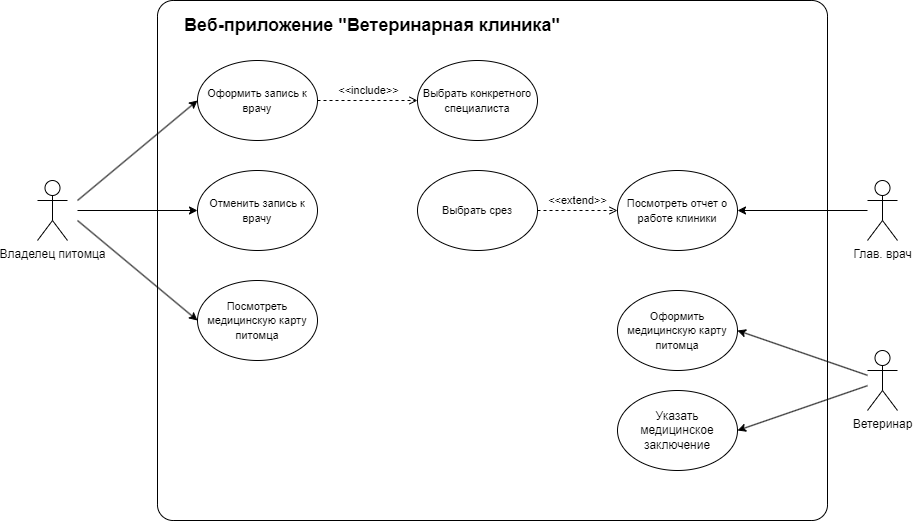 Веб-приложение "Ветеринарная клиника"
Оформить запись к
врачу
<<include>>
Выбрать конкретного
специалиста
Отменить запись к
врачу
Выбрать срез
<<extend>>
Посмотреть отчет о
работе клиники
Владелец питомца
Глав. врач
Посмотреть
медицинскую карту
питомца
Оформить
медицинскую карту
питомца
Указать
медицинское
заключение
Ветеринар